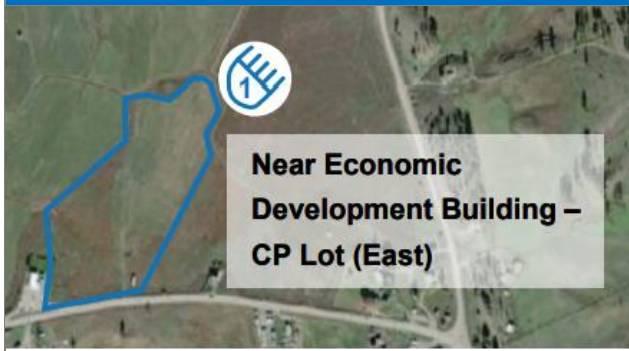 1
Near Economic
Development Building –
CP Lot (East)